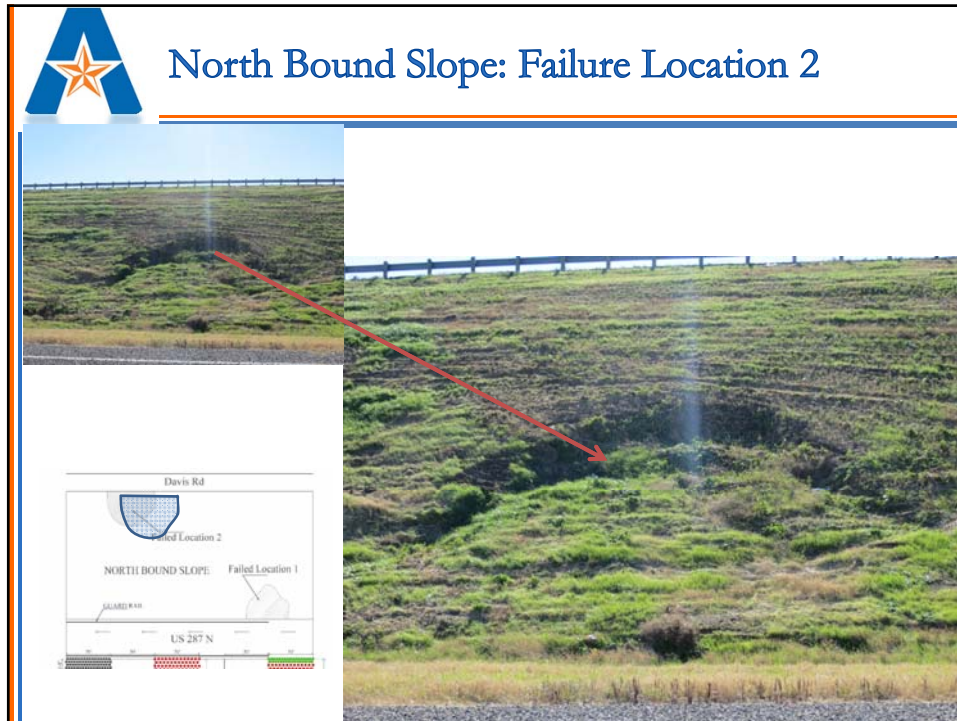 North Bound Slope: Failure Location 2
Davis Rd
Failed Location 2
NORTH BOUND SLOPE
Failed Location 1
GUARD RAIL
US 287 N